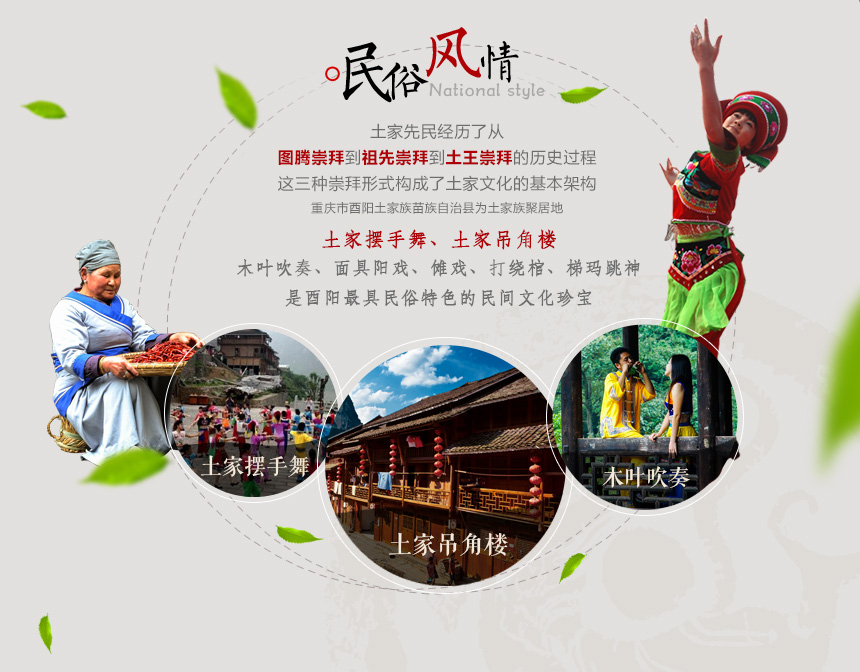 民俗风情
National style
土家先民经历了从
图腾崇拜到祖先崇拜到土王崇拜的历史过程
这三种崇拜形式构成了土家文化的基本架构
重庆市酉阳土家族苗族自治县为土家族聚居地
土家摆手舞、土家吊角楼
木叶吹奏、面具阳戏、傩戏、打绕棺、梯玛跳神
是酉阳最具民俗特色的民间文化珍宝
土家摆手舞
土家吊角楼
木叶吹奏